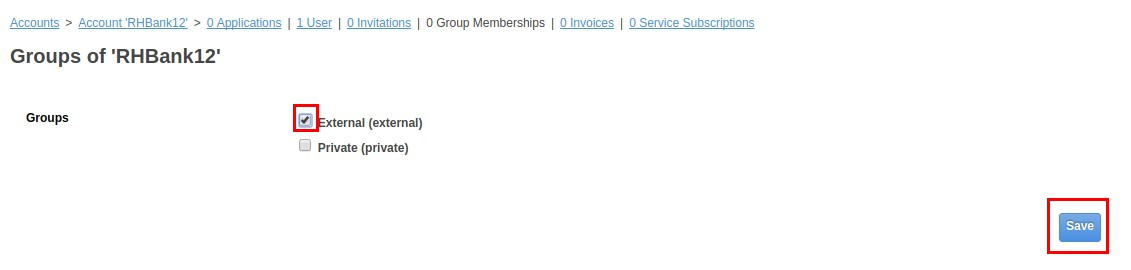 Accounts > Account 'RHBank12' > 0 Applications | 1 User | 0 Invitations | 0 Group Memberships | 0 Invoices | 0 Service Subscriptions
Groups of 'RHBank12'
Groups
External (external)
Private (private)
Save